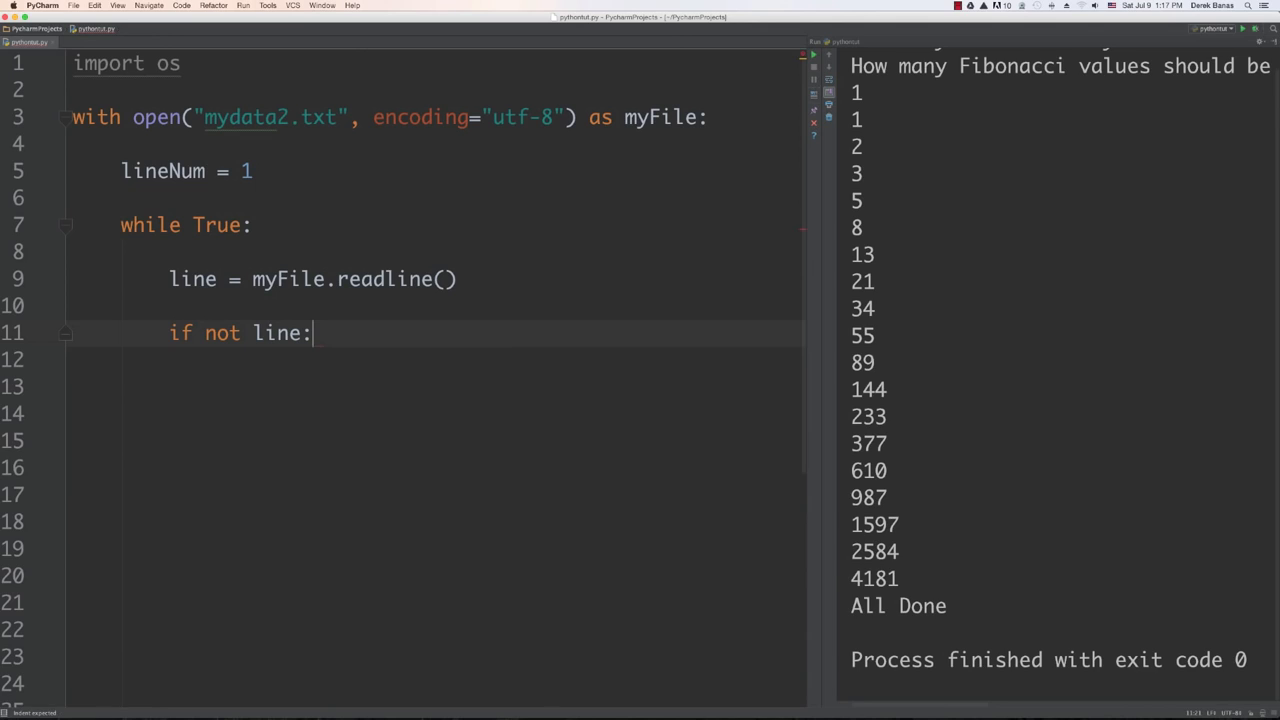 PyCharm File Edit View Navigate Code Refactor Run Tools VCS Window Help 10 Sat Jul 9 1:17 PM Derek Banas
pythontut.py - PycharmProjects - [~/PycharmProjects]
PycharmProjects pythontut.py pythontut
pythontut.py
Run pythontut
1 import os
2
3 with open("mydata2.txt", encoding="utf-8") as myFile:
4
5 lineNum = 1
6
7 while True:
8
9 line = myFile.readline()
10
11 if not line:
12
13
14
15
16
17
18
19
20
21
22
23
24
How many Fibonacci values should be
1
1
2
3
5
8
13
21
34
55
89
144
233
377
610
987
1597
2584
4181
All Done
Process finished with exit code 0
Indent expected
11:21 LF UTF-8